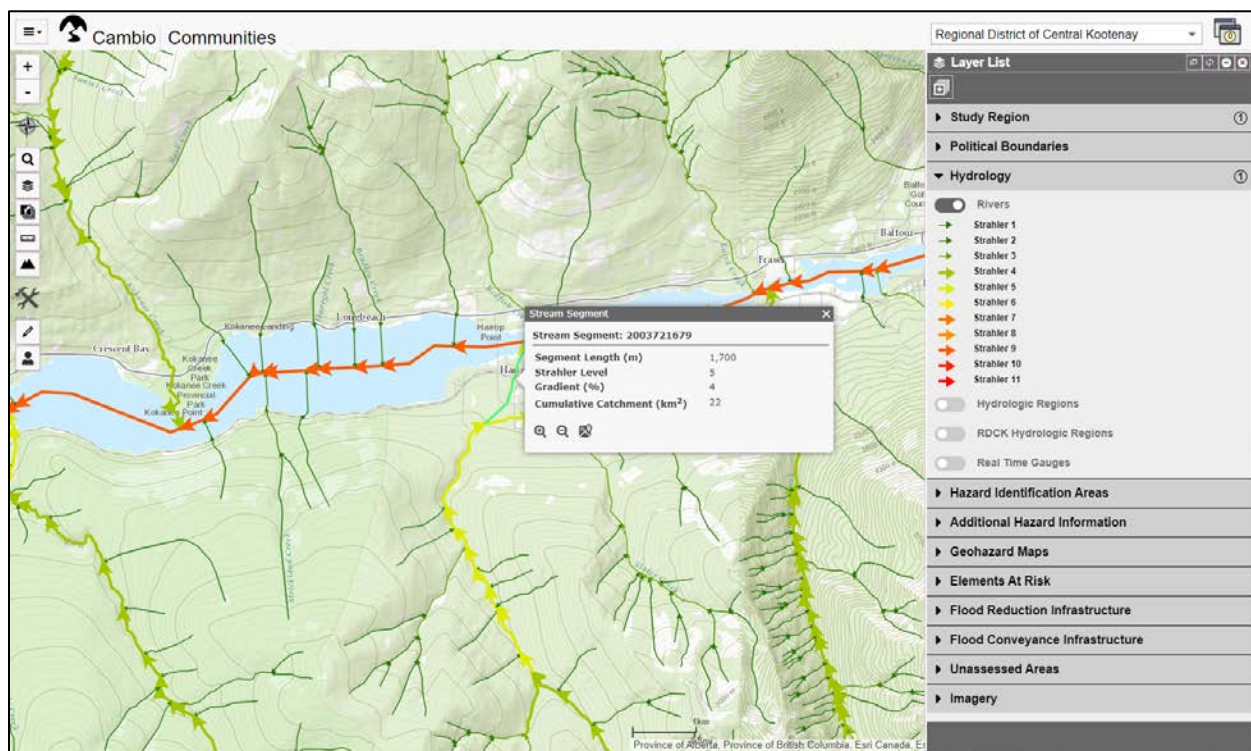 Cambio Communities
Regional District of Central Kootenay
Layer List
Study Region
1
Political Boundaries
Hydrology
1
Rivers
Strahler 1
Strahler 2
Strahler 3
Strahler 4
Strahler 5
Strahler 6
Strahler 7
Strahler 8
Strahler 9
Strahler 10
Strahler 11
Hydrologic Regions
RDCK Hydrologic Regions
Real Time Gauges
Hazard Identification Areas
Additional Hazard Information
Geohazard Maps
Elements At Risk
Flood Reduction Infrastructure
Flood Conveyance Infrastructure
Unassessed Areas
Imagery
+
-
Balfour
Fraser
Longbeach
Kokanee Landing
Harrop
Point
Crescent Bay
Kokanee
Creek
Park
Kokanee Creek
Provincial
Park
Kokanee Point
Stream Segment
Stream Segment: 2003721679
Segment Length (m) 1,700
Strahler Level 5
Gradient (%) 4
Cumulative Catchment (km²) 22
Province of Alberta, Province of British Columbia, Esri Canada, Es